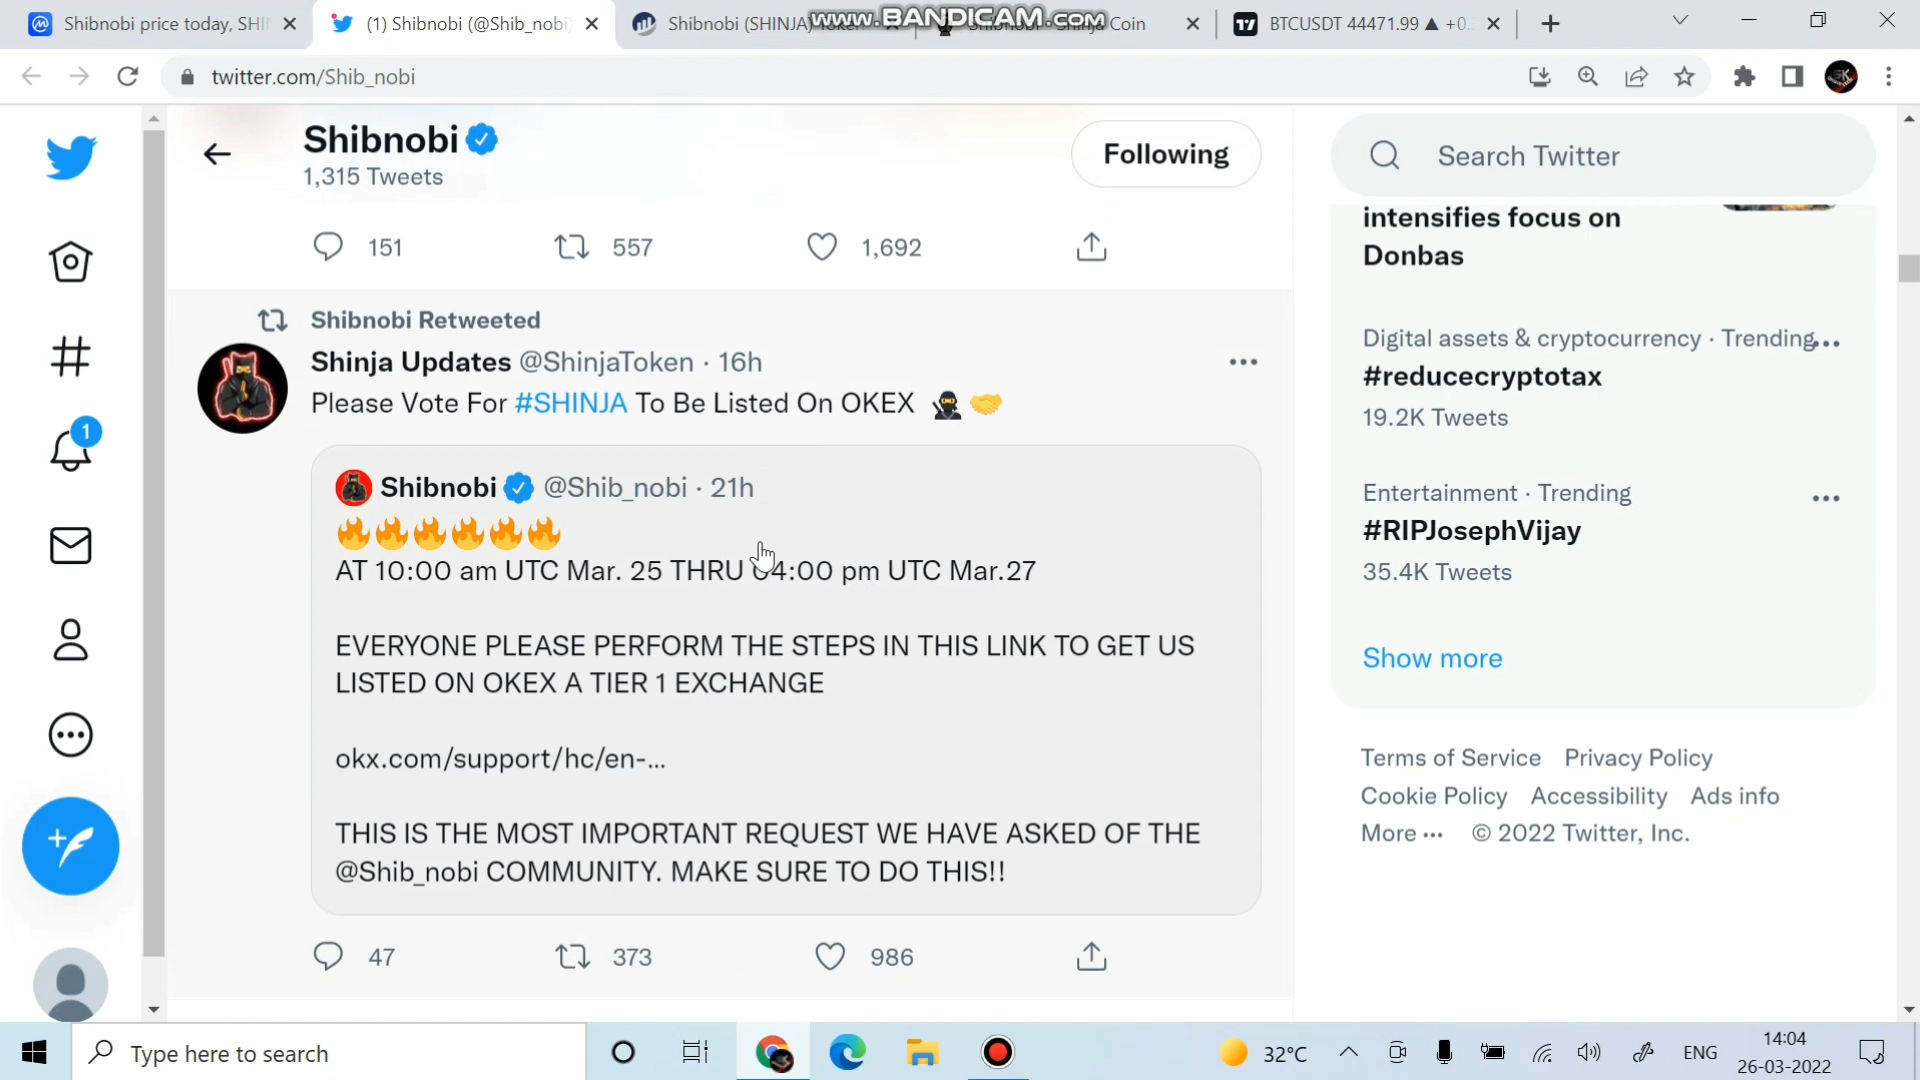 www.BANDICAM.com
Shibnobi price today, SHI
(1) Shibnobi (@Shib_nobi)
Shibnobi (SHINJA) Token
Shibnobi - Shinja Coin
BTCUSDT 44471.99 ▲ +0.
twitter.com/Shib_nobi
Shibnobi
1,315 Tweets
Following
Search Twitter
151
557
1,692
intensifies focus on
Donbas
Shibnobi Retweeted
Shinja Updates @ShinjaToken · 16h
Please Vote For #SHINJA To Be Listed On OKEX 🥷🤝
Shibnobi @Shib_nobi · 21h
🔥🔥🔥🔥🔥🔥
AT 10:00 am UTC Mar. 25 THRU 04:00 pm UTC Mar.27
EVERYONE PLEASE PERFORM THE STEPS IN THIS LINK TO GET US
LISTED ON OKEX A TIER 1 EXCHANGE
okx.com/support/hc/en-...
THIS IS THE MOST IMPORTANT REQUEST WE HAVE ASKED OF THE
@Shib_nobi COMMUNITY. MAKE SURE TO DO THIS!!
47
373
986
Digital assets & cryptocurrency · Trending
#reducecryptotax
19.2K Tweets
Entertainment · Trending
#RIPJosephVijay
35.4K Tweets
Show more
Terms of Service Privacy Policy
Cookie Policy Accessibility Ads info
More ··· © 2022 Twitter, Inc.
1
Type here to search
32°C
ENG
14:04
26-03-2022